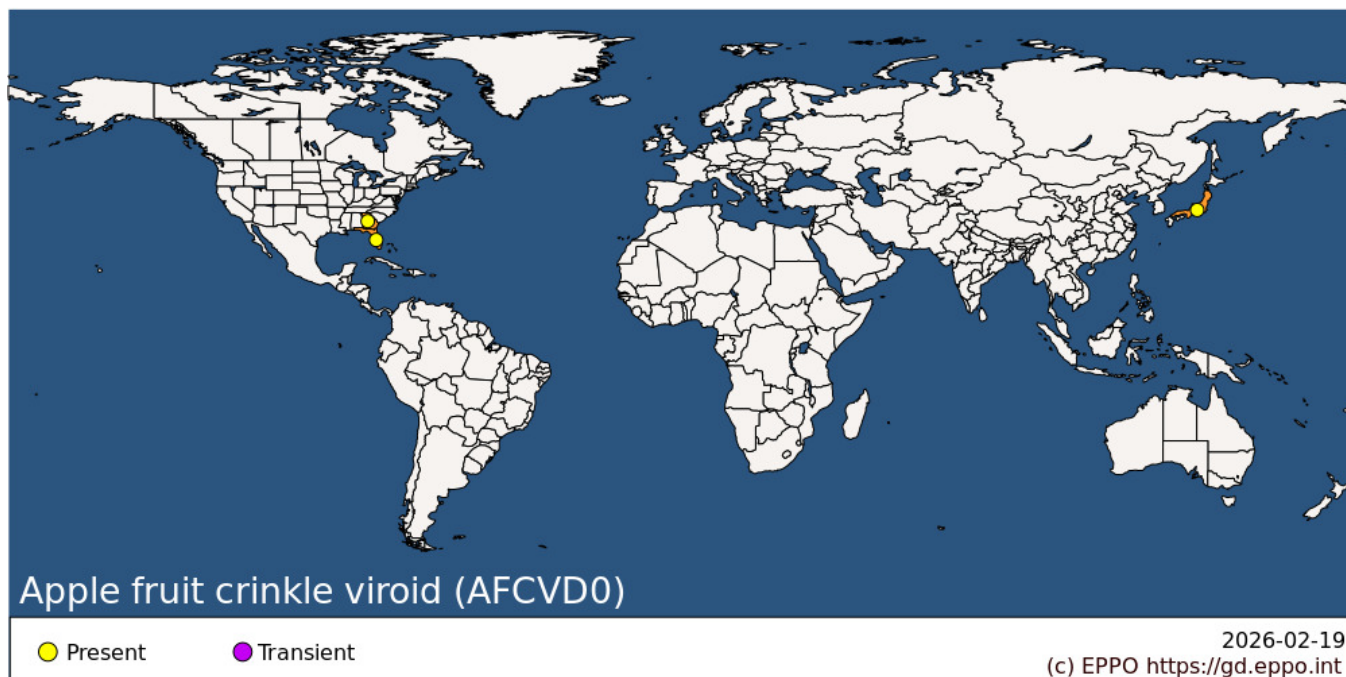 Apple fruit crinkle viroid (AFCVD0)
Present
Transient
2026-02-19
(c) EPPO https://gd.eppo.int